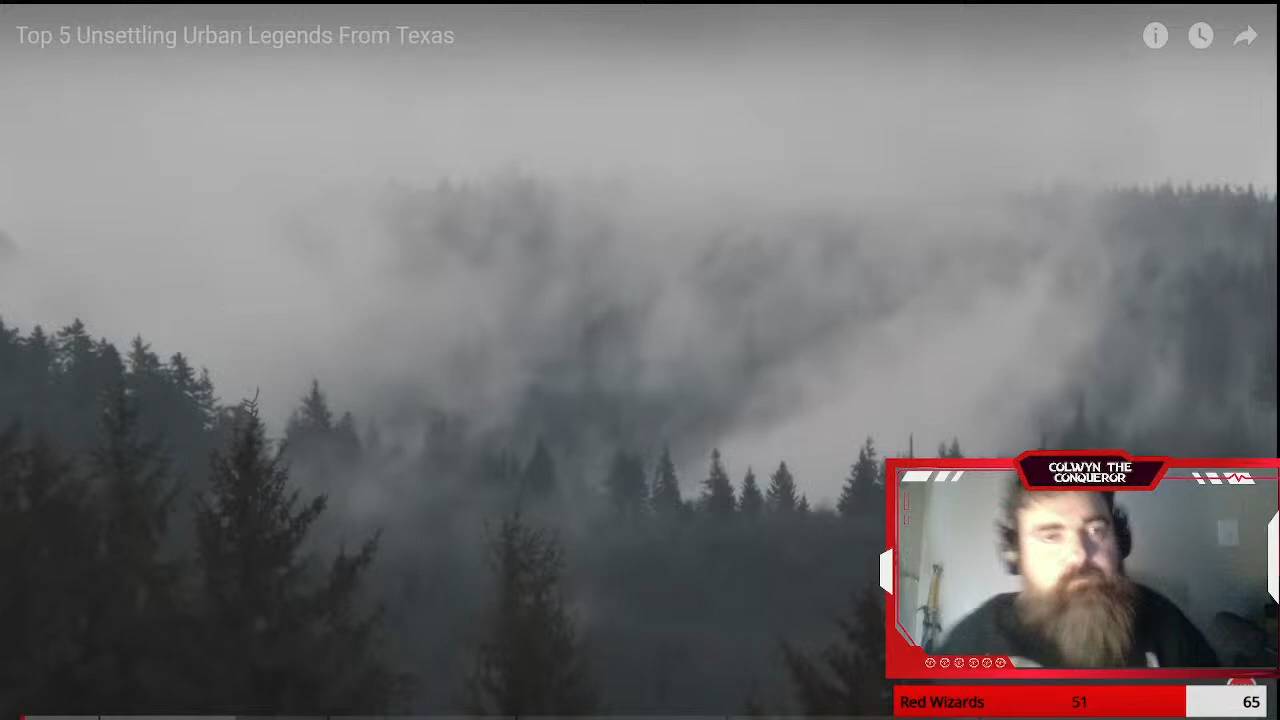 Top 5 Unsettling Urban Legends From Texas
COLWYN THE
CONQUEROR
Red Wizards 51 65